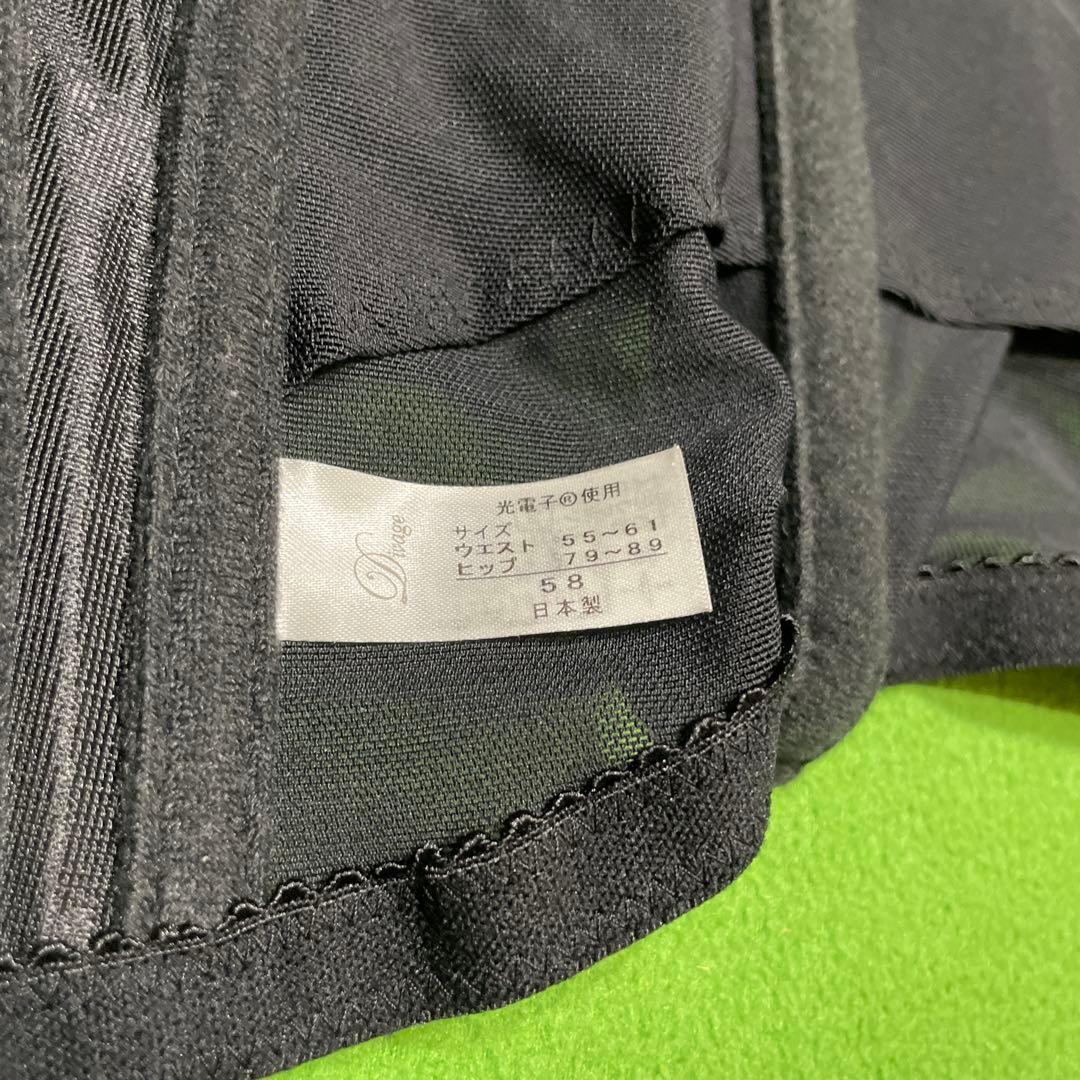 Divage
光電子®使用
サイズ
ウエスト 55～61
ヒップ 79～89
58
日本製